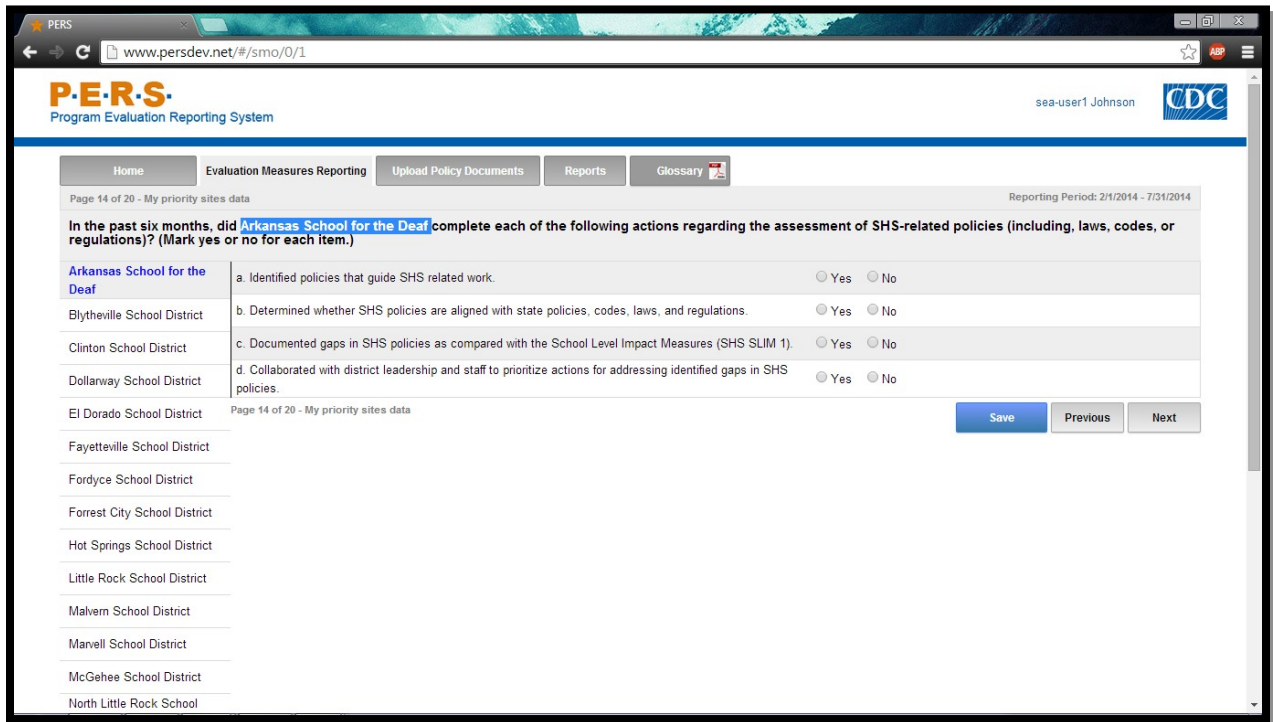 PERS
www.persdev.net/#/smo/0/1
ABP
P·E·R·S·
Program Evaluation Reporting System
sea-user1 Johnson
CDC
Home
Evaluation Measures Reporting
Upload Policy Documents
Reports
Glossary
Page 14 of 20 - My priority sites data
Reporting Period: 2/1/2014 - 7/31/2014
In the past six months, did Arkansas School for the Deaf complete each of the following actions regarding the assessment of SHS-related policies (including, laws, codes, or
regulations)? (Mark yes or no for each item.)
Arkansas School for the
Deaf
Blytheville School District
Clinton School District
Dollarway School District
El Dorado School District
Fayetteville School District
Fordyce School District
Forrest City School District
Hot Springs School District
Little Rock School District
Malvern School District
Marvell School District
McGehee School District
North Little Rock School
a. Identified policies that guide SHS related work.
Yes No
b. Determined whether SHS policies are aligned with state policies, codes, laws, and regulations.
Yes No
c. Documented gaps in SHS policies as compared with the School Level Impact Measures (SHS SLIM 1).
Yes No
d. Collaborated with district leadership and staff to prioritize actions for addressing identified gaps in SHS
policies.
Yes No
Page 14 of 20 - My priority sites data
Save
Previous
Next